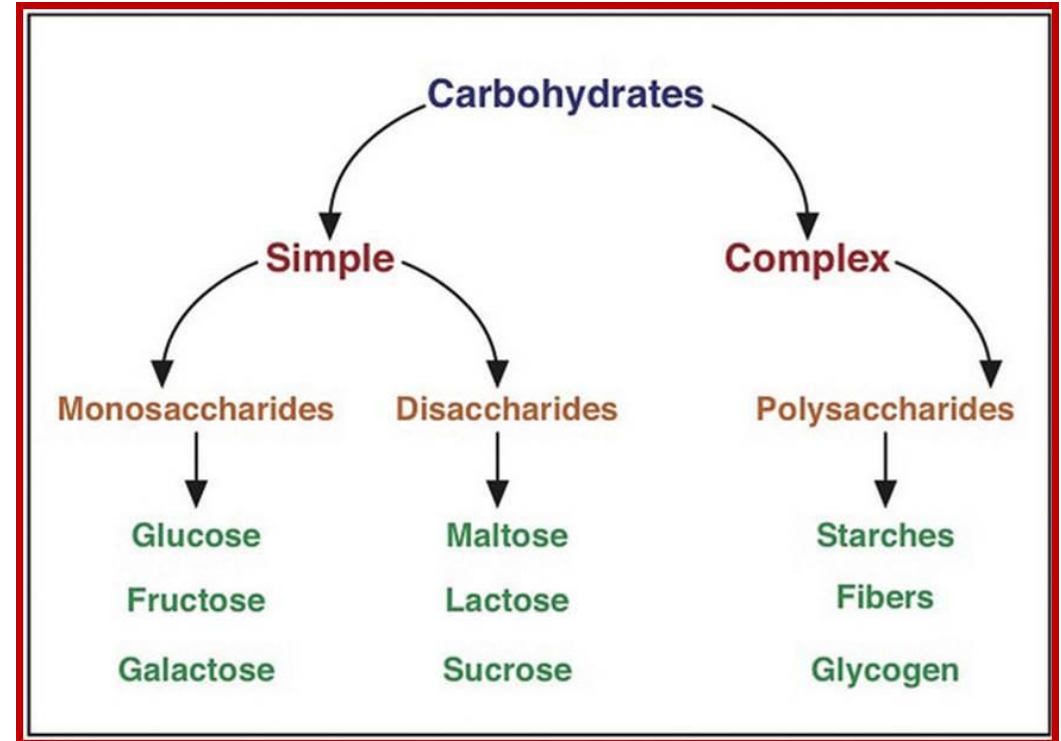 Carbohydrates
Simple Complex
Monosaccharides Disaccharides Polysaccharides
Glucose Maltose Starches
Fructose Lactose Fibers
Galactose Sucrose Glycogen